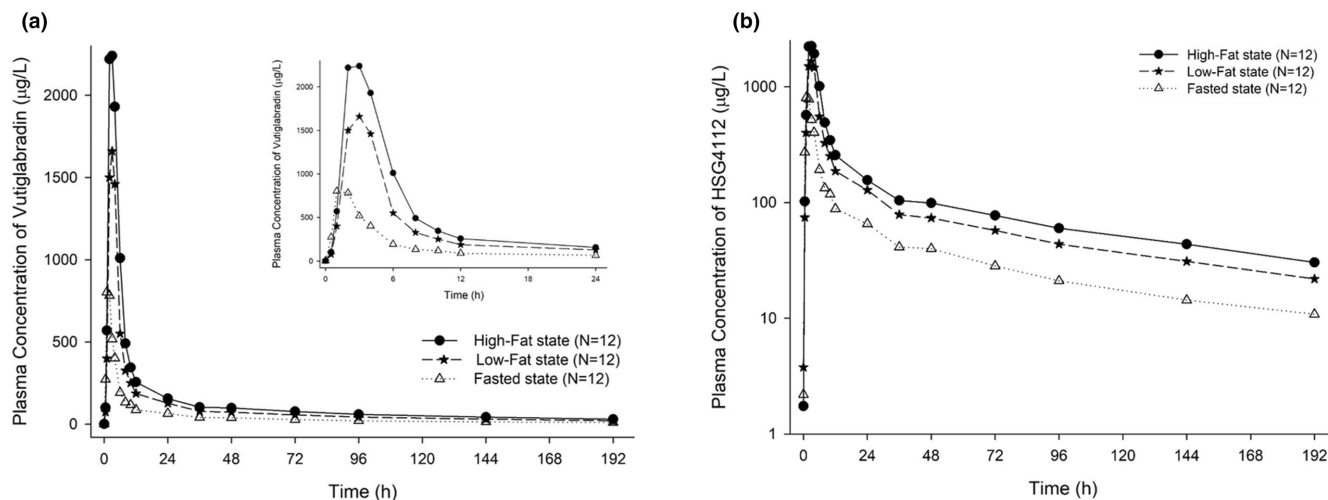 (a)
Plasma Concentration of Vutiglabradin (μg/L)
2000
1500
1000
500
0
0 24 48 72 96 120 144 168 192
Time (h)
Plasma Concentration of Vutiglabradin (μg/L)
2000
1500
1000
500
0
0 6 12 18 24
Time (h)
High-Fat state (N=12)
Low-Fat state (N=12)
Fasted state (N=12)
(b)
Plasma Concentration of HSG4112 (μg/L)
1000
100
10
1
0 24 48 72 96 120 144 168 192
Time (h)
High-Fat state (N=12)
Low-Fat state (N=12)
Fasted state (N=12)